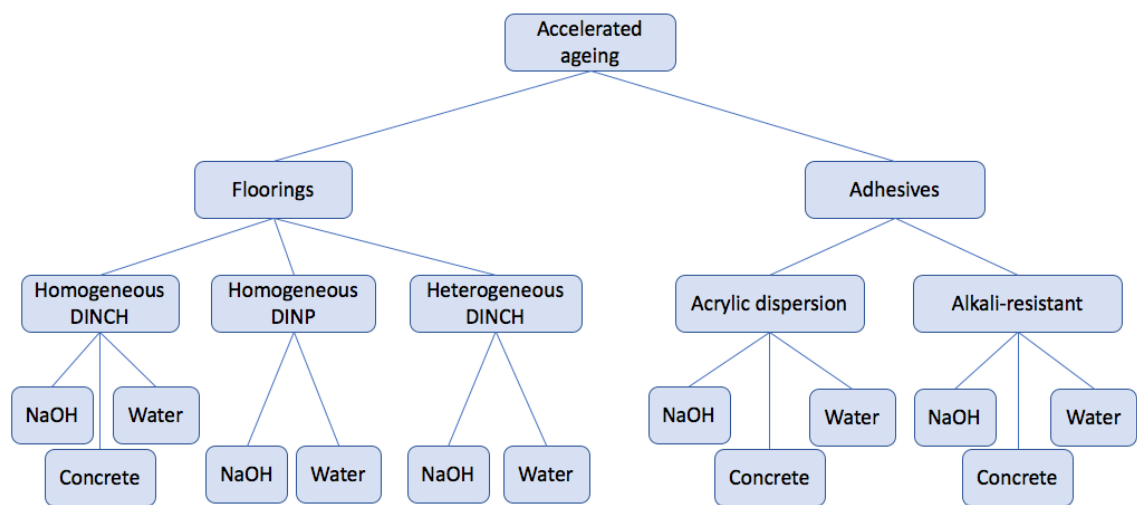 Accelerated
ageing
Floorings
Adhesives
Homogeneous
DINCH
Homogeneous
DINP
Heterogeneous
DINCH
Acrylic dispersion
Alkali-resistant
NaOH
Water
Concrete
NaOH
Water
NaOH
Water
NaOH
Water
Concrete
NaOH
Water
Concrete